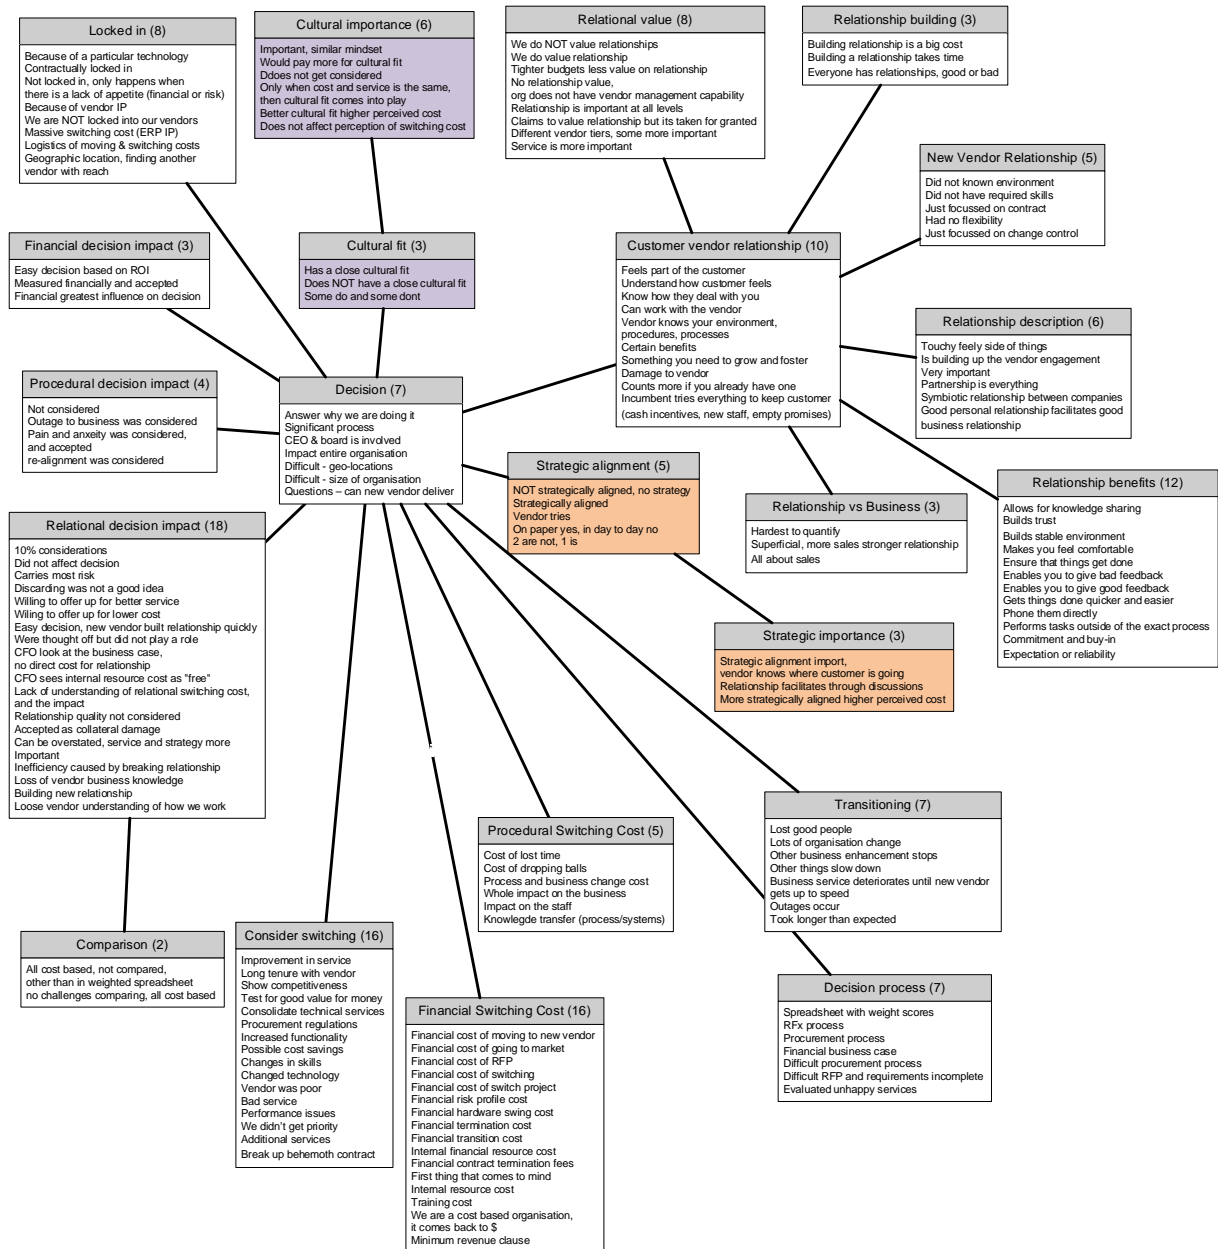 Locked in (8)
Because of a particular technology
Contractually locked in
Not locked in, only happens when
there is a lack of appetite (financial or risk)
Because of vendor IP
We are NOT locked into our vendors
Massive switching cost (ERP IP)
Logistics of moving & switching costs
Geographic location, finding another
vendor with reach
Cultural importance (6)
Important, similar mindset
Would pay more for cultural fit
Ddoes not get considered
Only when cost and service is the same,
then cultural fit comes into play
Better cultural fit higher perceived cost
Does not affect perception of switching cost
Relational value (8)
We do NOT value relationships
We do value relationship
Tighter budgets less value on relationship
No relationship value,
org does not have vendor management capability
Relationship is important at all levels
Claims to value relationship but its taken for granted
Different vendor tiers, some more important
Service is more important
Relationship building (3)
Building relationship is a big cost
Building a relationship takes time
Everyone has relationships, good or bad
New Vendor Relationship (5)
Did not known environment
Did not have required skills
Just focussed on contract
Had no flexibility
Just focussed on change control
Financial decision impact (3)
Easy decision based on ROI
Measured financially and accepted
Financial greatest influence on decision
Cultural fit (3)
Has a close cultural fit
Does NOT have a close cultural fit
Some do and some dont
Customer vendor relationship (10)
Feels part of the customer
Understand how customer feels
Know how they deal with you
Can work with the vendor
Vendor knows your environment,
procedures, processes
Certain benefits
Something you need to grow and foster
Damage to vendor
Counts more if you already have one
Incumbent tries everything to keep customer
(cash incentives, new staff, empty promises)
Relationship description (6)
Touchy feely side of things
Is building up the vendor engagement
Very important
Partnership is everything
Symbiotic relationship between companies
Good personal relationship facilitates good
business relationship
Procedural decision impact (4)
Not considered
Outage to business was considered
Pain and anxeity was considered,
and accepted
re-alignment was considered
Decision (7)
Answer why we are doing it
Significant process
CEO & board is involved
Impact entire organisation
Difficult - geo-locations
Difficult - size of organisation
Questions – can new vendor deliver
Strategic alignment (5)
NOT strategically aligned, no strategy
Strategically aligned
Vendor tries
On paper yes, in day to day no
2 are not, 1 is
Relationship vs Business (3)
Hardest to quantify
Superficial, more sales stronger relationship
All about sales
Relationship benefits (12)
Allows for knowledge sharing
Builds trust
Builds stable environment
Makes you feel comfortable
Ensure that things get done
Enables you to give bad feedback
Enables you to give good feedback
Gets things done quicker and easier
Phone them directly
Performs tasks outside of the exact process
Commitment and buy-in
Expectation or reliability
Relational decision impact (18)
10% considerations
Did not affect decision
Carries most risk
Discarding was not a good idea
Willing to offer up for better service
Wiling to offer up for lower cost
Easy decision, new vendor built relationship quickly
Were thought off but did not play a role
CFO look at the business case,
no direct cost for relationship
CFO sees internal resource cost as "free"
Lack of understanding of relational switching cost,
and the impact
Relationship quality not considered
Accepted as collateral damage
Can be overstated, service and strategy more
Important
Inefficiency caused by breaking relationship
Loss of vendor business knowledge
Building new relationship
Loose vendor understanding of how we work
Strategic importance (3)
Strategic alignment import,
vendor knows where customer is going
Relationship facilitates through discussions
More strategically aligned higher perceived cost
Procedural Switching Cost (5)
Cost of lost time
Cost of dropping balls
Process and business change cost
Whole impact on the business
Impact on the staff
Knowlegde transfer (process/systems)
Transitioning (7)
Lost good people
Lots of organisation change
Other business enhancement stops
Other things slow down
Business service deteriorates until new vendor
gets up to speed
Outages occur
Took longer than expected
Comparison (2)
All cost based, not compared,
other than in weighted spreadsheet
no challenges comparing, all cost based
Consider switching (16)
Improvement in service
Long tenure with vendor
Show competitiveness
Test for good value for money
Consolidate technical services
Procurement regulations
Increased functionality
Possible cost savings
Changes in skills
Changed technology
Vendor was poor
Bad service
Performance issues
We didn't get priority
Additional services
Break up behemoth contract
Financial Switching Cost (16)
Financial cost of moving to new vendor
Financial cost of going to market
Financial cost of RFP
Financial cost of switching
Financial cost of switch project
Financial risk profile cost
Financial hardware swing cost
Financial termination cost
Financial transition cost
Internal financial resource cost
Financial contract termination fees
First thing that comes to mind
Internal resource cost
Training cost
We are a cost based organisation,
it comes back to $
Minimum revenue clause
Decision process (7)
Spreadsheet with weight scores
RFx process
Procurement process
Financial business case
Difficult procurement process
Difficult RFP and requirements incomplete
Evaluated unhappy services